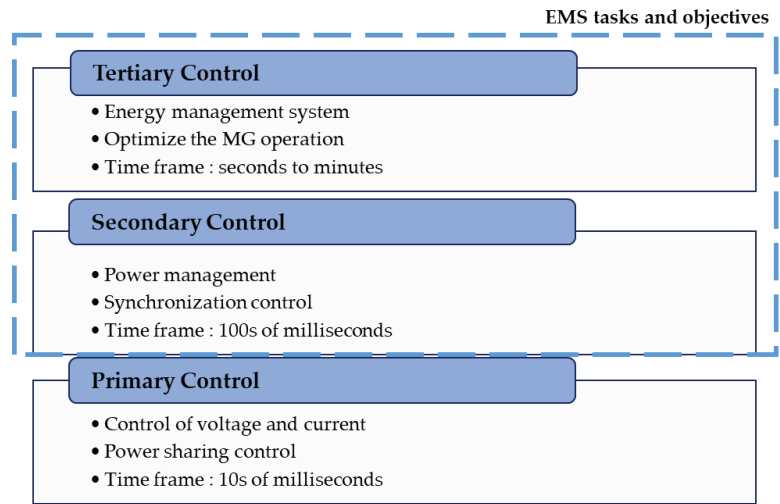 EMS tasks and objectives
Tertiary Control
• Energy management system
• Optimize the MG operation
• Time frame : seconds to minutes
Secondary Control
• Power management
• Synchronization control
• Time frame : 100s of milliseconds
Primary Control
• Control of voltage and current
• Power sharing control
• Time frame : 10s of milliseconds